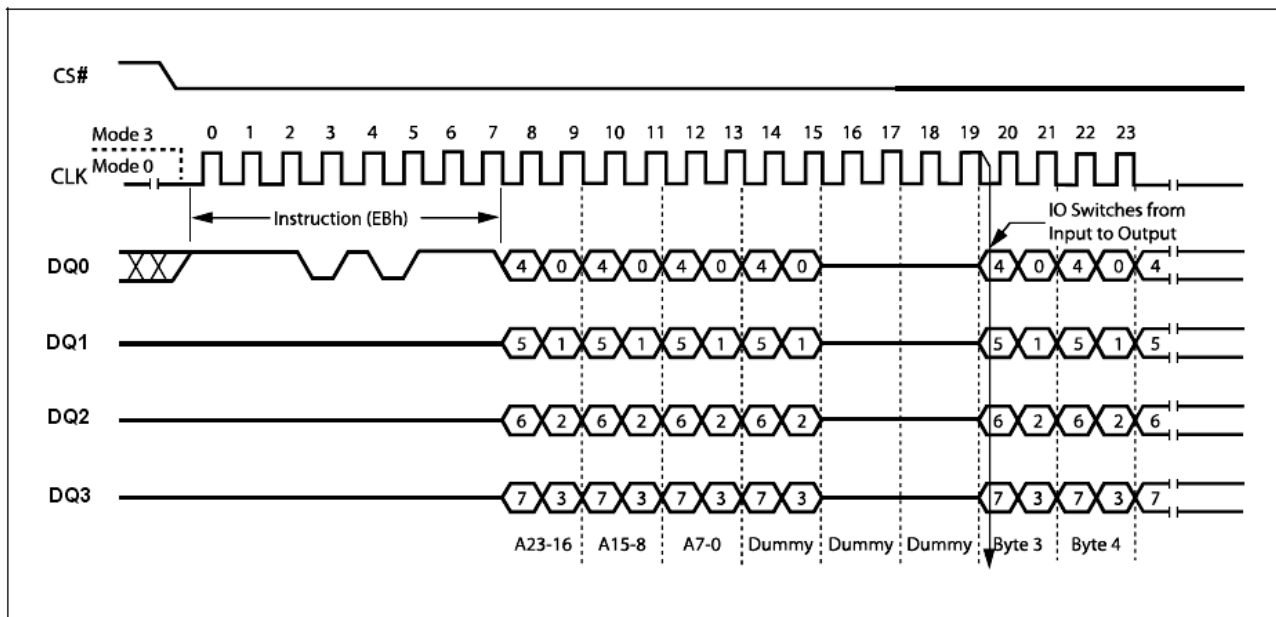 CS#
Mode 3
0 1 2 3 4 5 6 7 8 9 10 11 12 13 14 15 16 17 18 19 20 21 22 23
Mode 0
CLK
Instruction (EBh)
IO Switches from
Input to Output
DQ0 4 0 4 0 4 0 4 0 4 0 4 0 4
DQ1 5 1 5 1 5 1 5 1 5 1 5 1 5
DQ2 6 2 6 2 6 2 6 2 6 2 6 2 6
DQ3 7 3 7 3 7 3 7 3 7 3 7 3 7
A23-16 A15-8 A7-0 Dummy Dummy Dummy Byte 3 Byte 4